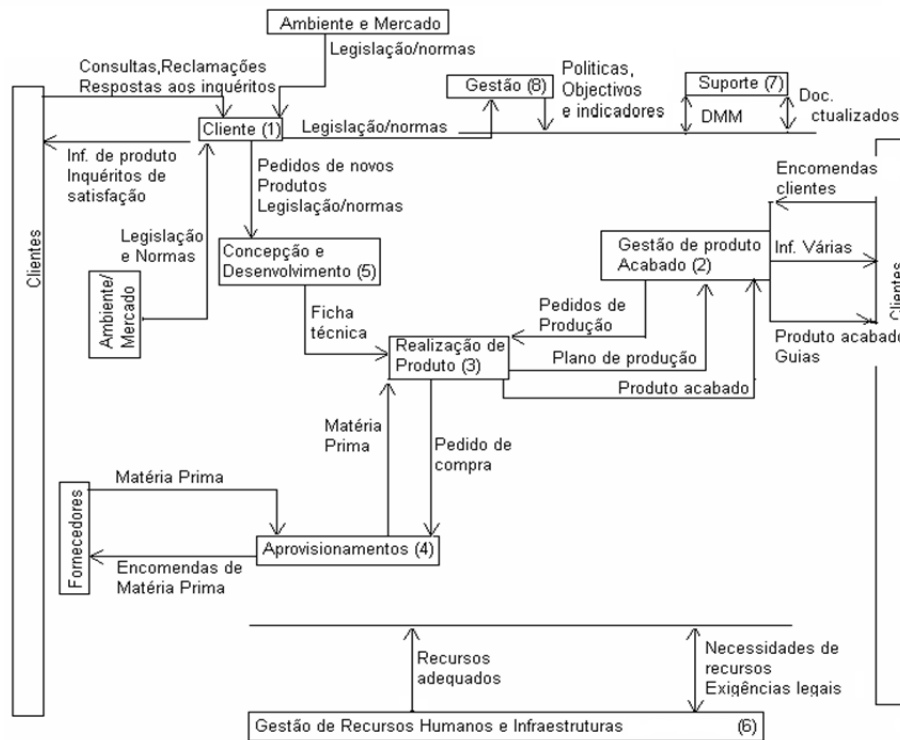 Ambiente e Mercado
Legislação/normas
Consultas,Reclamações
Respostas aos inquéritos
Gestão (8)
Politicas,
Objectivos
e indicadores
Suporte (7)
DMM
Doc.
ctualizados
Cliente (1)
Legislação/normas
Inf. de produto
Inquéritos de
satisfação
Pedidos de novos
Produtos
Legislação/normas
Encomendas
clientes
Legislação
e Normas
Concepção e
Desenvolvimento (5)
Gestão de produto
Acabado (2)
Inf. Várias
Clientes
Clientes
Ambiente/
Mercado
Ficha
técnica
Pedidos de
Produção
Produto acabado
Guias
Realização de
Produto (3)
Plano de produção
Produto acabado
Matéria
Prima
Pedido de
compra
Matéria Prima
Fornecedores
Aprovisionamentos (4)
Encomendas de
Matéria Prima
Recursos
adequados
Necessidades de
recursos
Exigências legais
Gestão de Recursos Humanos e Infraestruturas (6)